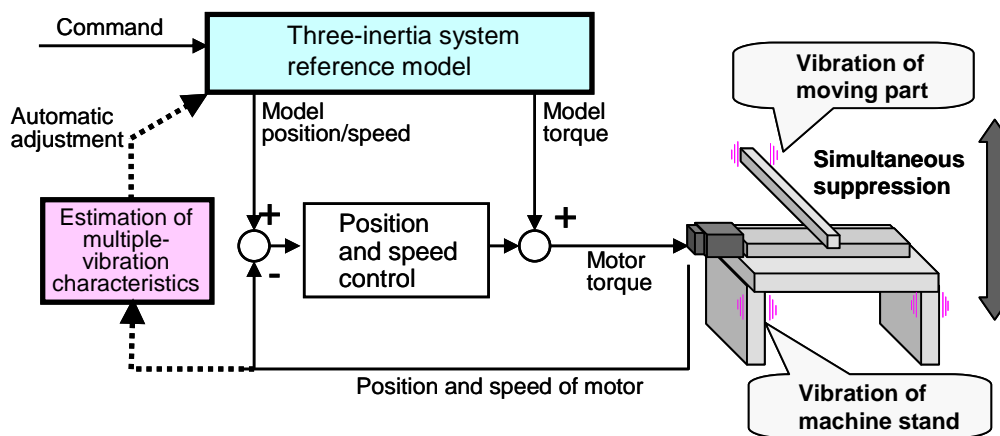 Command
Three-inertia system
reference model
Vibration of
moving part
Automatic
adjustment
Model
position/speed
Model
torque
Simultaneous
suppression
Estimation of
multiple-
vibration
characteristics
+
-
Position
and speed
control
+
Motor
torque
Position and speed of motor
Vibration of
machine stand